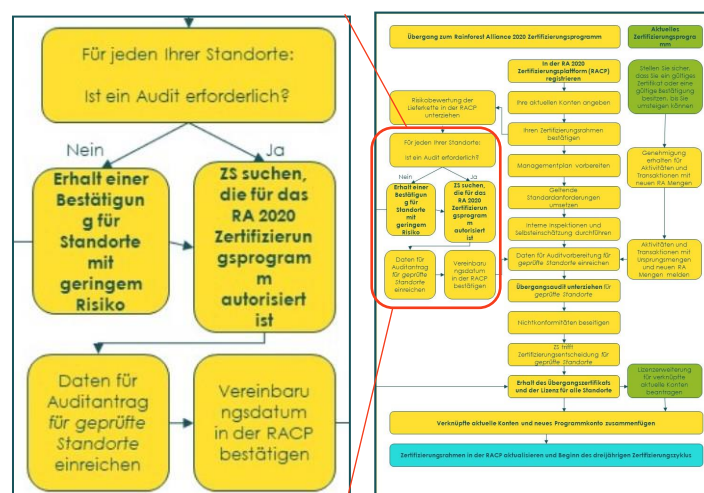 Für jeden Ihrer Standorte:
Ist ein Audit erforderlich?
Nein
Ja
Erhalt einer
Bestätigun
g für
Standorte
mit
geringem
Risiko
ZS suchen,
die für das
RA 2020
Zertifizieru
ngsprogram
m
autorisiert
ist
Daten für
Auditantrag
für geprüfte
Standorte
einreichen
Vereinbaru
ngsdatum
in der RACP
bestätigen
Übergang zum Rainforest Alliance 2020 Zertifizierungsprogramm
Aktuelles
Zertifizierungsprogra
mm
In der RA 2020
Zertifizierungsplattform (RACP)
registrieren
Stellen Sie sicher,
dass Sie ein gültiges
Zertifikat oder eine
gültige Bestätigung
besitzen, bis Sie
umsteigen können
Risikobewertung der
Lieferkette in der RACP
unterziehen
Ihre aktuellen Konten angeben
Ihren Zertifizierungsrahmen
bestätigen
Für jeden Ihrer Standorte:
Ist ein Audit erforderlich?
Nein
Ja
Managementplan vorbereiten
Genehmigung
erhalten für
Aktivitäten und
Transaktionen mit
neuen RA Mengen
Erhalt einer
Bestätigun
g für
Standorte
mit
geringem
Risiko
ZS suchen,
die für das
RA 2020
Zertifizieru
ngsprogram
m
autorisiert
ist
Geltende
Standardanforderungen
umsetzen
Interne Inspektionen und
Selbsteinschätzung durchführen
Daten für
Auditantrag
für geprüfte
Standorte
einreichen
Vereinbaru
ngsdatum
in der RACP
bestätigen
Daten für Auditvorbereitung für
geprüfte Standorte einreichen
Aktivitäten und
Transaktionen mit
Ursprungsmengen
und neuen RA
Mengen melden
Übergangsaudit unterziehen für
geprüfte Standorte
Nichtkonformitäten beseitigen
ZS trifft
Zertifizierungsentscheidung für
geprüfte Standorte
Erhalt des Übergangszertifikats
und der Lizenz für alle Standorte
Lizenzerweiterung
für verknüpfte
aktuelle Konten
beantragen
Verknüpfte aktuelle Konten und neues Programmkonto zusammenfügen
Zertifizierungsrahmen in der RACP aktualisieren und Beginn des dreijährigen Zertifizierungszyklus